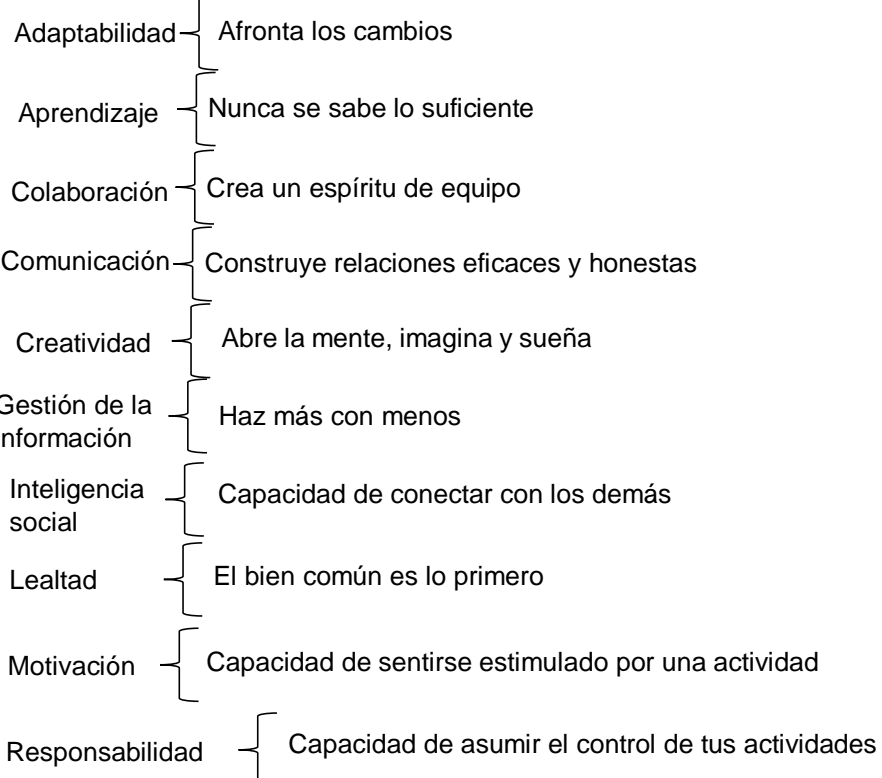 Adaptabilidad Afronta los cambios
Aprendizaje Nunca se sabe lo suficiente
Colaboración Crea un espíritu de equipo
Comunicación Construye relaciones eficaces y honestas
Creatividad Abre la mente, imagina y sueña
Gestión de la
información Haz más con menos
Inteligencia
social Capacidad de conectar con los demás
Lealtad El bien común es lo primero
Motivación Capacidad de sentirse estimulado por una actividad
Responsabilidad Capacidad de asumir el control de tus actividades